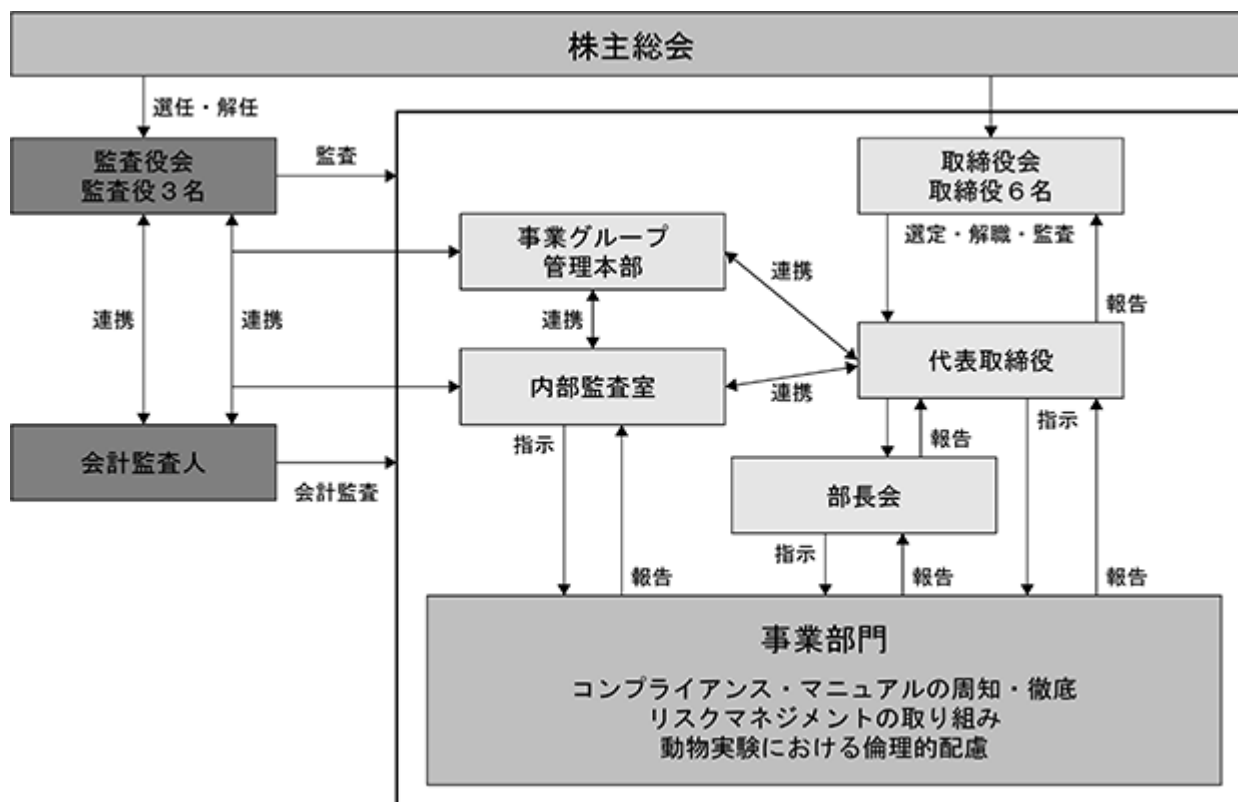 株主総会
選任・解任
監査役会
監査役３名
監査
取締役会
取締役６名
選定・解職・監査
事業グループ
管理本部
連携
報告
連携
連携
連携
代表取締役
内部監査室
連携
指示
報告
指示
会計監査人
会計監査
部長会
指示
報告
報告
報告
事業部門
コンプライアンス・マニュアルの周知・徹底
リスクマネジメントの取り組み
動物実験における倫理的配慮